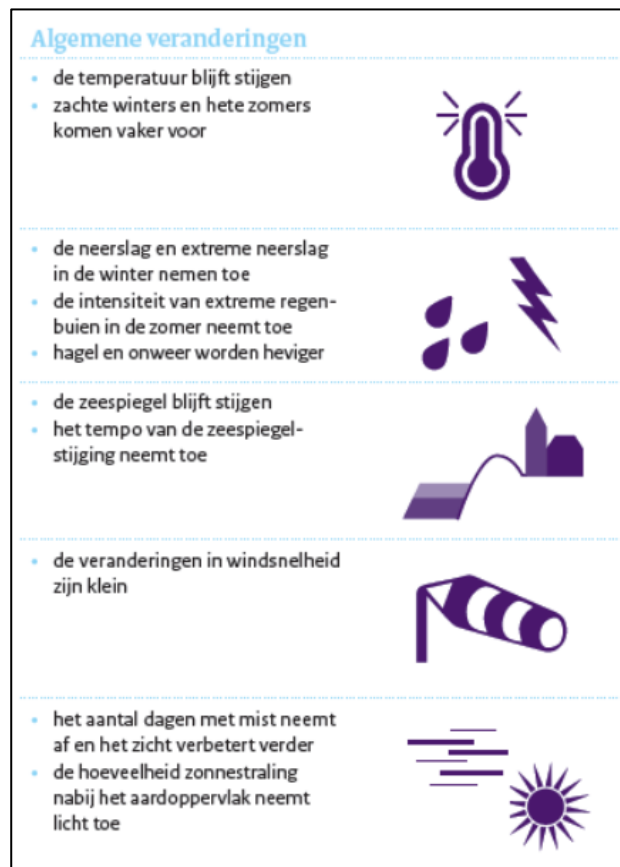 Algemene veranderingen
• de temperatuur blijft stijgen
• zachte winters en hete zomers
komen vaker voor
• de neerslag en extreme neerslag
in de winter nemen toe
• de intensiteit van extreme regen-
buien in de zomer neemt toe
• hagel en onweer worden heviger
• de zeespiegel blijft stijgen
• het tempo van de zeespiegel-
stijging neemt toe
• de veranderingen in windsnelheid
zijn klein
• het aantal dagen met mist neemt
af en het zicht verbetert verder
• de hoeveelheid zonnestraling
nabij het aardoppervlak neemt
licht toe